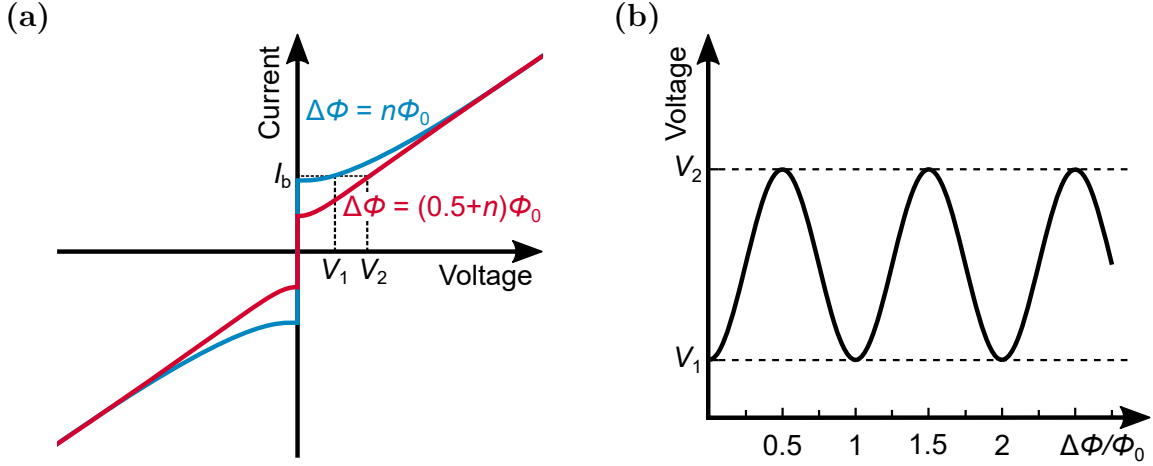 (a)
Current
ΔΦ = nΦ₀
I_b
ΔΦ = (0.5+n)Φ₀
V₁ V₂ Voltage
(b)
Voltage
V₂
V₁
0.5 1 1.5 2 ΔΦ/Φ₀